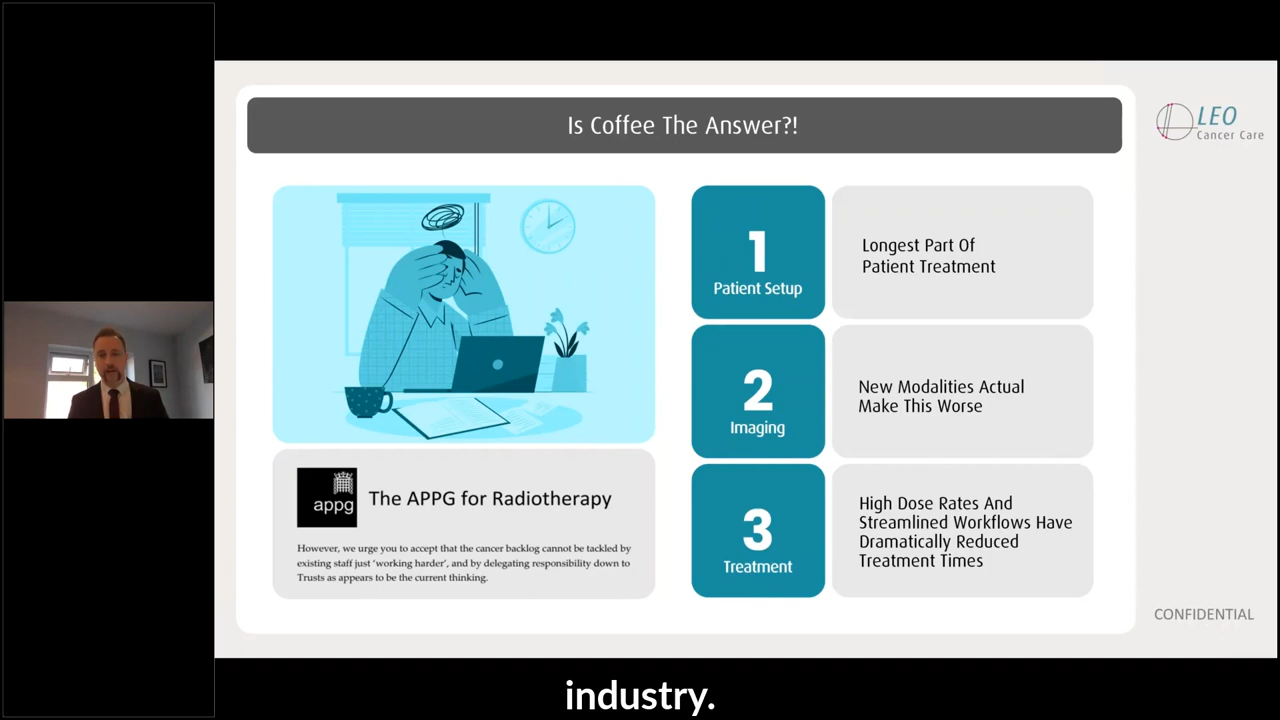 Is Coffee The Answer?!
LEO
Cancer Care
1
Patient Setup
Longest Part Of
Patient Treatment
2
Imaging
New Modalities Actual
Make This Worse
3
Treatment
High Dose Rates And
Streamlined Workflows Have
Dramatically Reduced
Treatment Times
appg
The APPG for Radiotherapy
However, we urge you to accept that the cancer backlog cannot be tackled by
existing staff just ‘working harder’, and by delegating responsibility down to
Trusts as appears to be the current thinking.
CONFIDENTIAL
industry.